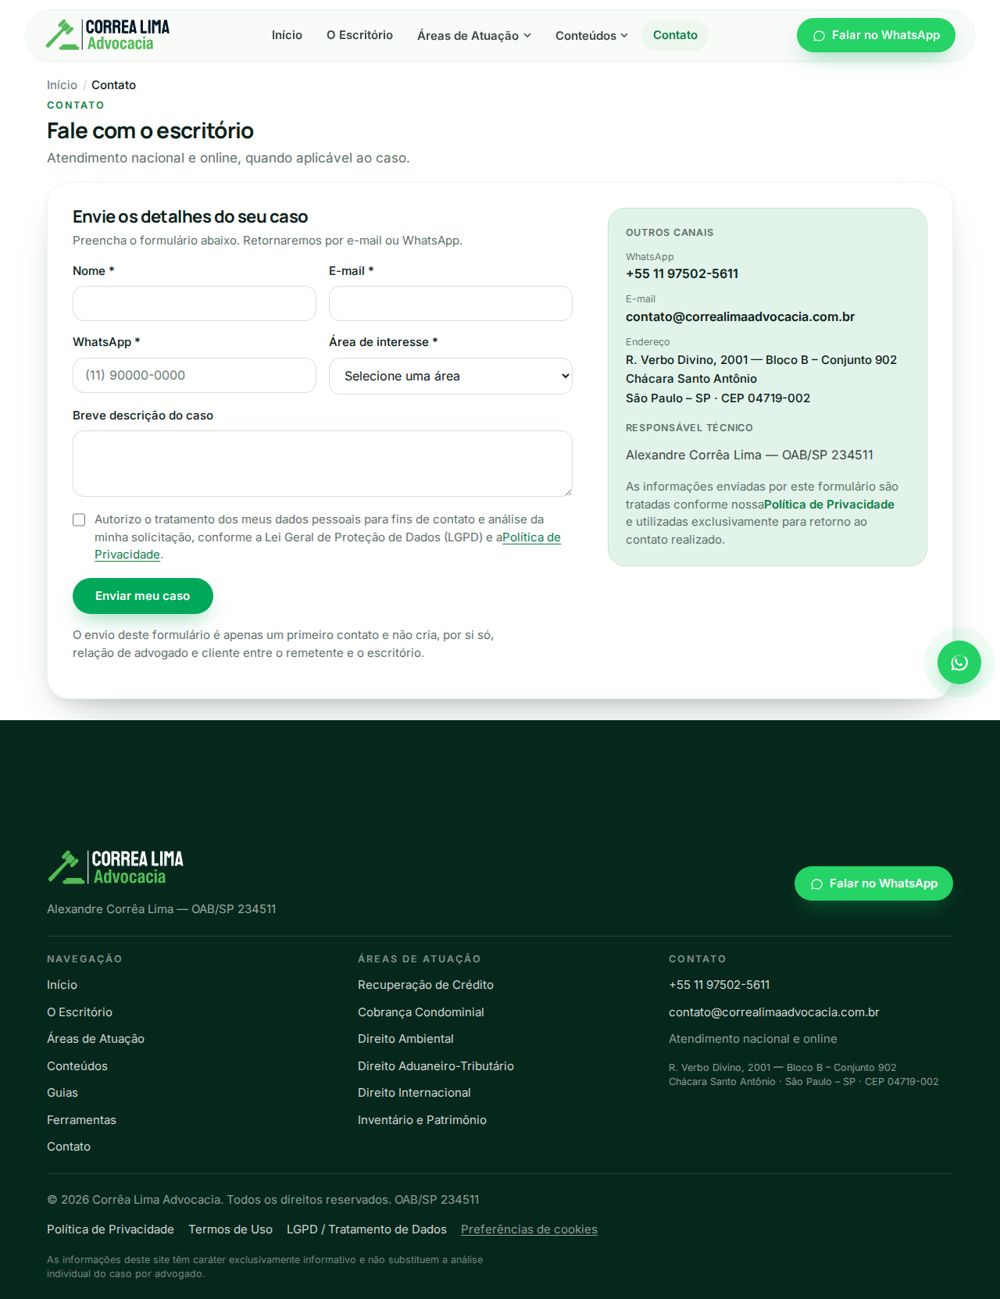 CORREA LIMA
Advocacia
Início
O Escritório
Áreas de Atuação
Conteúdos
Contato
Falar no WhatsApp
Início / Contato
CONTATO
Fale com o escritório
Atendimento nacional e online, quando aplicável ao caso.
Envie os detalhes do seu caso
Preencha o formulário abaixo. Retornaremos por e-mail ou WhatsApp.
Nome *
E-mail *
WhatsApp *
Área de interesse *
(11) 90000-0000
Selecione uma área
Breve descrição do caso
Autorizo o tratamento dos meus dados pessoais para fins de contato e análise da
minha solicitação, conforme a Lei Geral de Proteção de Dados (LGPD) e aPolítica de
Privacidade.
Enviar meu caso
O envio deste formulário é apenas um primeiro contato e não cria, por si só,
relação de advogado e cliente entre o remetente e o escritório.
OUTROS CANAIS
WhatsApp
+55 11 97502-5611
E-mail
contato@correalimaadvocacia.com.br
Endereço
R. Verbo Divino, 2001 — Bloco B – Conjunto 902
Chácara Santo Antônio
São Paulo – SP · CEP 04719-002
RESPONSÁVEL TÉCNICO
Alexandre Corrêa Lima — OAB/SP 234511
As informações enviadas por este formulário são
tratadas conforme nossaPolítica de Privacidade
e utilizadas exclusivamente para retorno ao
contato realizado.
CORREA LIMA
Advocacia
Alexandre Corrêa Lima — OAB/SP 234511
Falar no WhatsApp
NAVEGAÇÃO
Início
O Escritório
Áreas de Atuação
Conteúdos
Guias
Ferramentas
Contato
ÁREAS DE ATUAÇÃO
Recuperação de Crédito
Cobrança Condominial
Direito Ambiental
Direito Aduaneiro-Tributário
Direito Internacional
Inventário e Patrimônio
CONTATO
+55 11 97502-5611
contato@correalimaadvocacia.com.br
Atendimento nacional e online
R. Verbo Divino, 2001 — Bloco B – Conjunto 902
Chácara Santo Antônio · São Paulo – SP · CEP 04719-002
© 2026 Corrêa Lima Advocacia. Todos os direitos reservados. OAB/SP 234511
Política de Privacidade
Termos de Uso
LGPD / Tratamento de Dados
Preferências de cookies
As informações deste site têm caráter exclusivamente informativo e não substituem a análise
individual do caso por advogado.